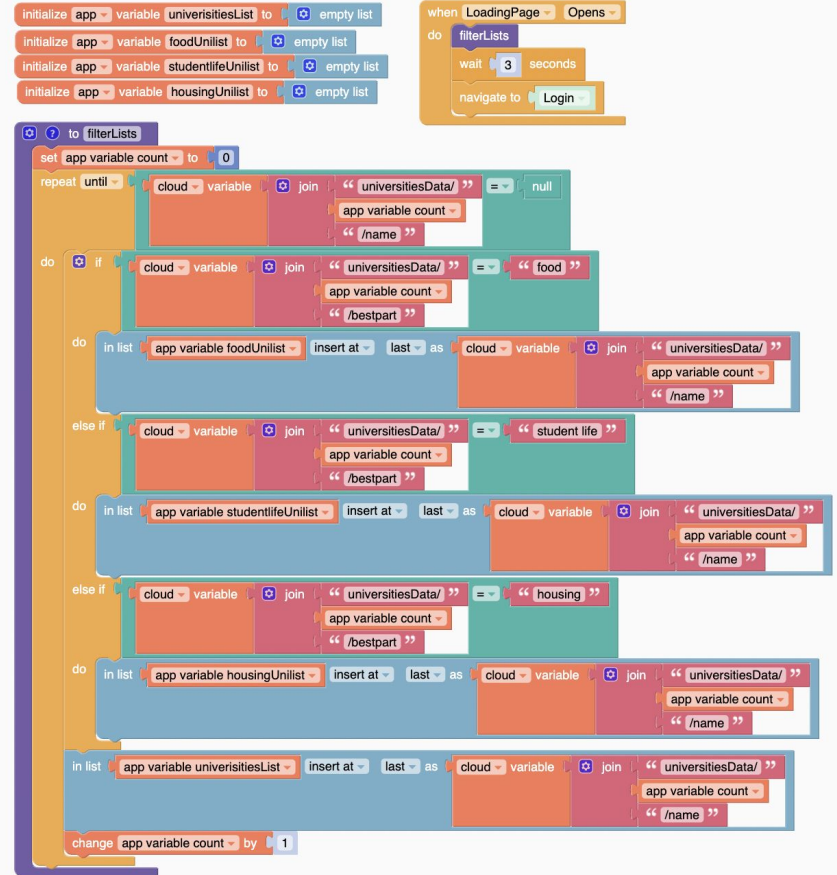 initialize app variable univerisitiesList to empty list
initialize app variable foodUnilist to empty list
initialize app variable studentlifeUnilist to empty list
initialize app variable housingUnilist to empty list
when LoadingPage Opens
do filterLists
wait 3 seconds
navigate to Login
? to filterLists
set app variable count to 0
repeat until cloud variable join “ universitiesData/ ” = null
app variable count
“ /name ”
do if cloud variable join “ universitiesData/ ” = “ food ”
app variable count
“ /bestpart ”
do in list app variable foodUnilist insert at last as cloud variable join “ universitiesData/ ”
app variable count
“ /name ”
else if cloud variable join “ universitiesData/ ” = “ student life ”
app variable count
“ /bestpart ”
do in list app variable studentlifeUnilist insert at last as cloud variable join “ universitiesData/ ”
app variable count
“ /name ”
else if cloud variable join “ universitiesData/ ” = “ housing ”
app variable count
“ /bestpart ”
do in list app variable housingUnilist insert at last as cloud variable join “ universitiesData/ ”
app variable count
“ /name ”
in list app variable univerisitiesList insert at last as cloud variable join “ universitiesData/ ”
app variable count
“ /name ”
change app variable count by 1